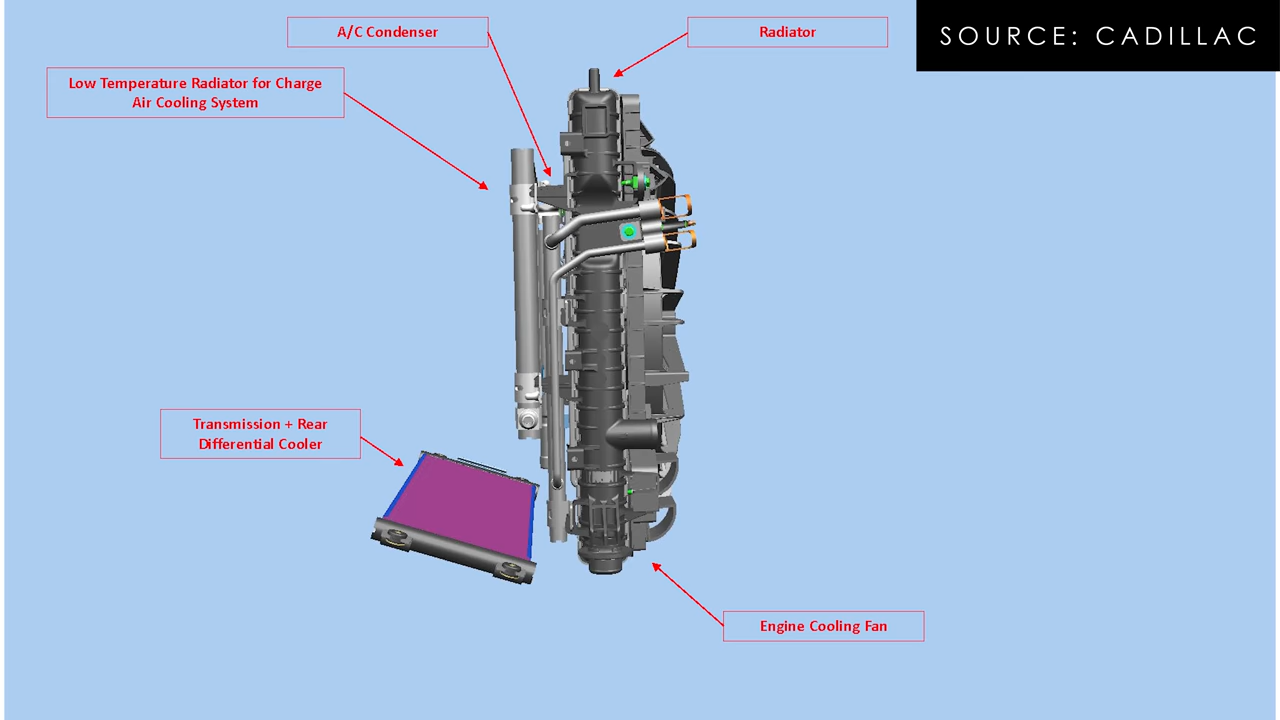 SOURCE: CADILLAC
A/C Condenser
Radiator
Low Temperature Radiator for Charge
Air Cooling System
Transmission + Rear
Differential Cooler
Engine Cooling Fan